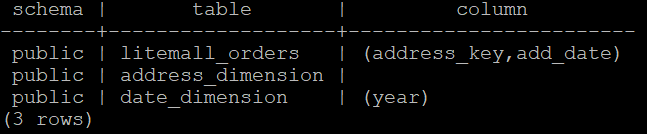 schema | table | column
--------+-------------------+-------------------------
public | litemall_orders | (address_key,add_date)
public | address_dimension |
public | date_dimension | (year)
(3 rows)